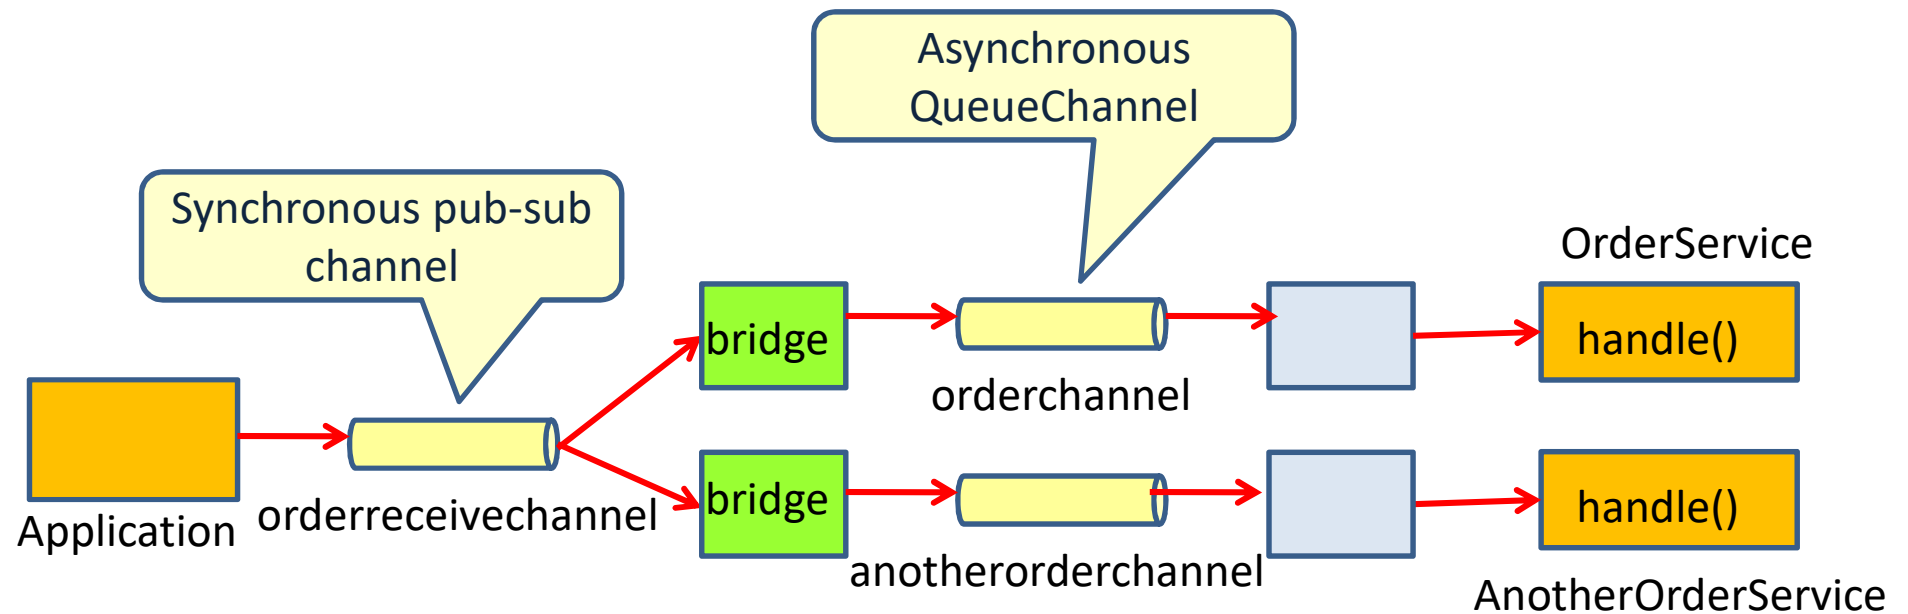 Asynchronous
QueueChannel
Synchronous pub-sub
channel
OrderService
bridge
handle()
orderchannel
Application
orderreceivechannel
bridge
handle()
anotherorderchannel
AnotherOrderService